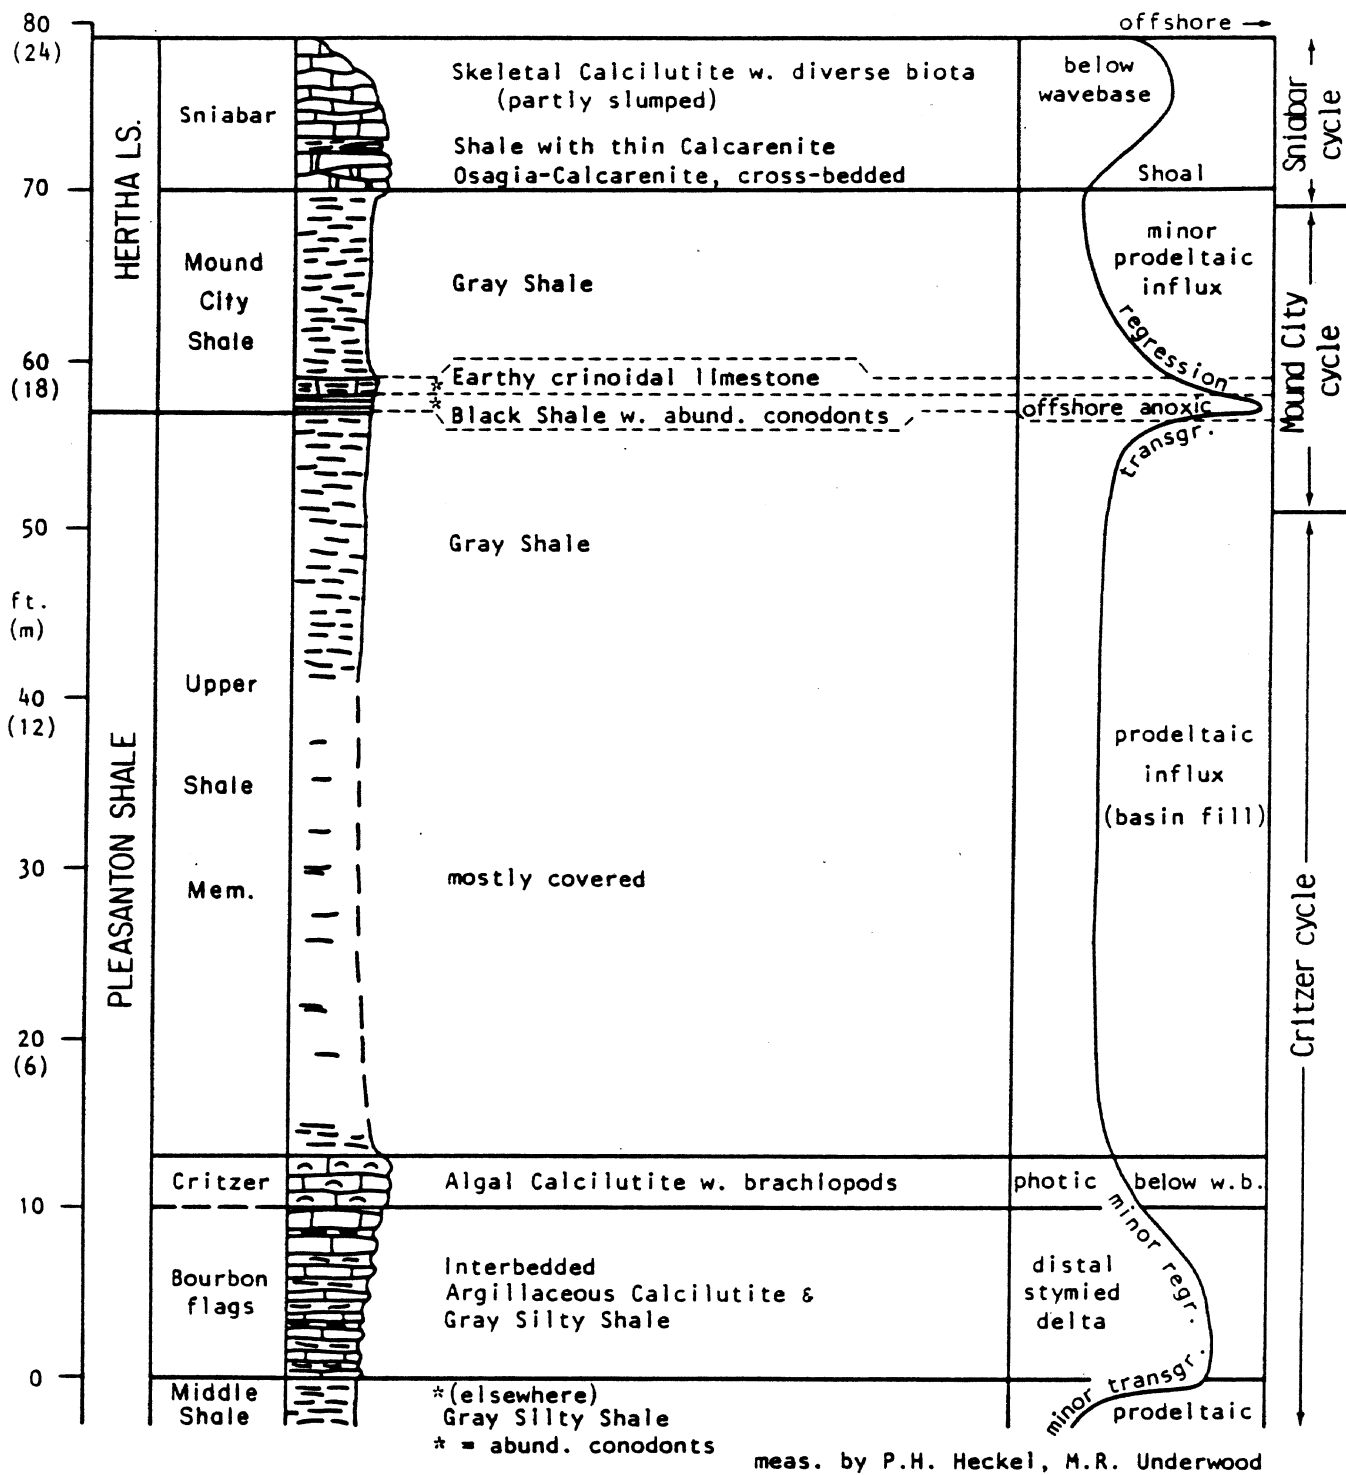 80
(24)
70
60
(18)
50
ft.
(m)
40
(12)
30
20
(6)
10
0
HERTHA LS.
PLEASANTON SHALE
Sniabar
Mound
City
Shale
Upper
Shale
Mem.
Critzer
Bourbon
flags
Middle
Shale
Skeletal Calcilutite w. diverse biota
(partly slumped)
Shale with thin Calcarenite
Osagia-Calcarenite, cross-bedded
Gray Shale
* Earthy crinoidal limestone
* Black Shale w. abund. conodonts
Gray Shale
mostly covered
Algal Calcilutite w. brachiopods
Interbedded
Argillaceous Calcilutite &
Gray Silty Shale
*(elsewhere)
Gray Silty Shale
* = abund. conodonts
offshore →
below
wavebase
Shoal
minor
prodeltaic
influx
regression
offshore anoxic
transgr.
prodeltaic
influx
(basin fill)
photic below w.b.
minor regr.
distal
stymied
delta
minor transgr.
prodeltaic
Sniabar
cycle
Mound City
cycle
Critzer cycle
meas. by P.H. Heckel, M.R. Underwood